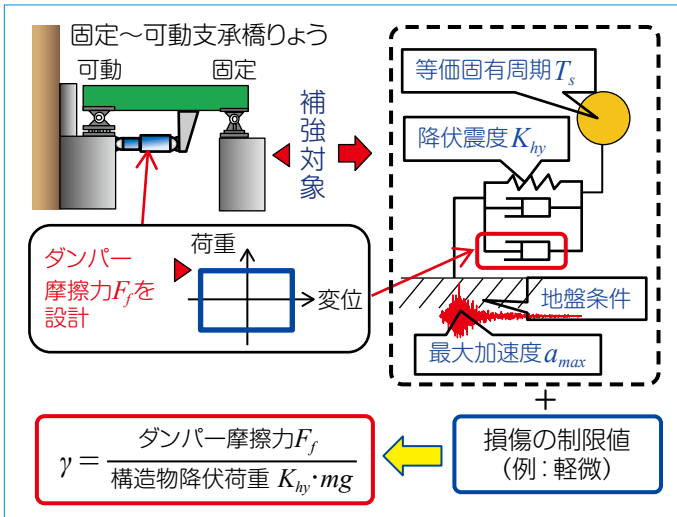 固定～可動支承橋りょう
可動
固定
補強対象
等価固有周期Ts
降伏震度Khy
ダンパー
摩擦力Ffを
設計
荷重
変位
地盤条件
最大加速度amax
+
γ= ダンパー摩擦力Ff
構造物降伏荷重 Khy・mg
損傷の制限値
（例：軽微）